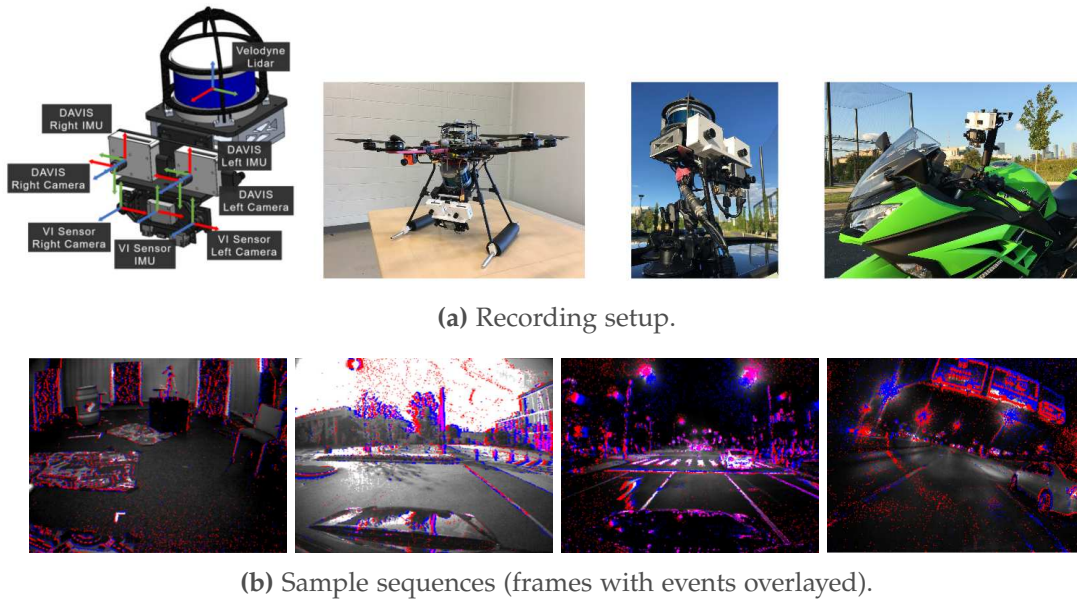 Velodyne
Lidar
DAVIS
Right IMU
DAVIS
Left IMU
DAVIS
Right Camera
DAVIS
Left Camera
VI Sensor
Right Camera
VI Sensor
IMU
VI Sensor
Left Camera
(a) Recording setup.
(b) Sample sequences (frames with events overlayed).